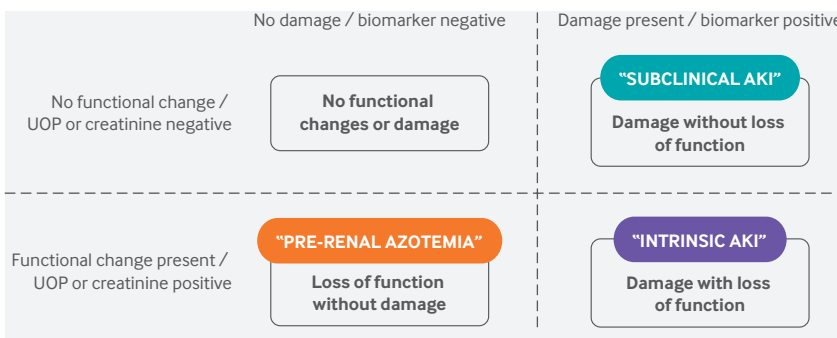 No damage / biomarker negative
Damage present / biomarker positive
No functional change /
UOP or creatinine negative
No functional
changes or damage
"SUBCLINICAL AKI"
Damage without loss
of function
Functional change present /
UOP or creatinine positive
"PRE-RENAL AZOTEMIA"
Loss of function
without damage
"INTRINSIC AKI"
Damage with loss
of function